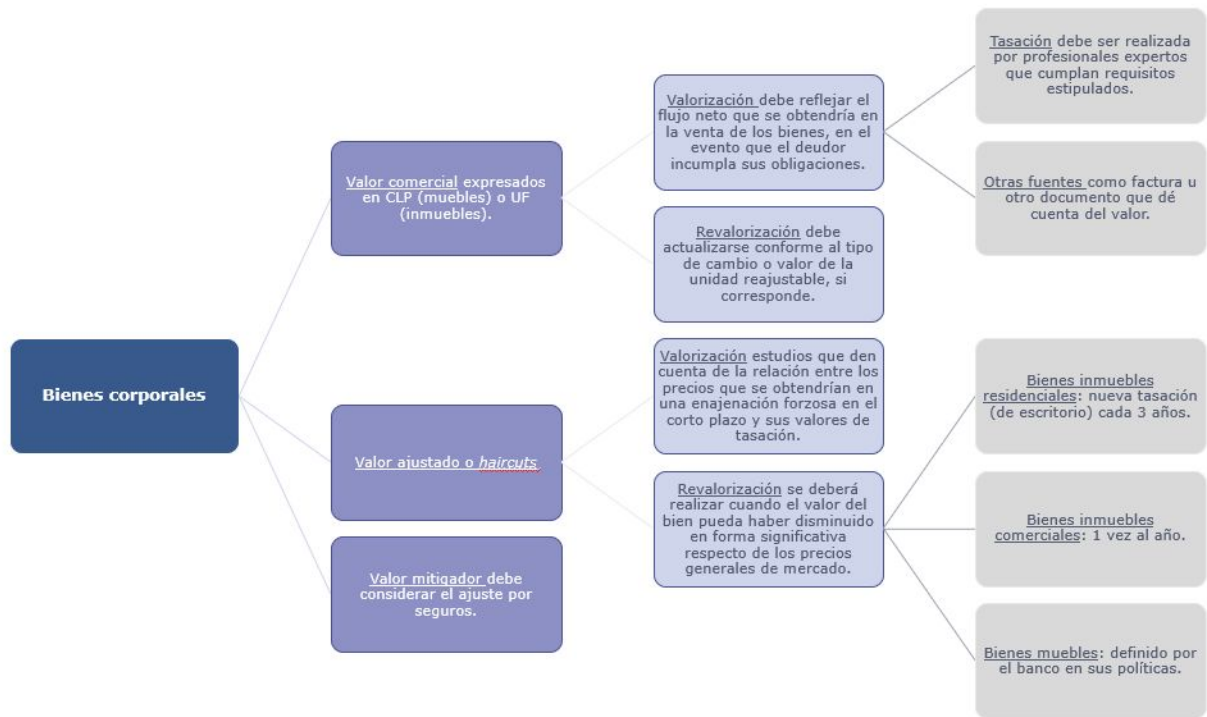 Bienes corporales
Valor comercial expresados
en CLP (muebles) o UF
(inmuebles).
Valorización debe reflejar el
flujo neto que se obtendría en
la venta de los bienes, en el
evento que el deudor
incumpla sus obligaciones.
Tasación debe ser realizada
por profesionales expertos
que cumplan requisitos
estipulados.
Otras fuentes como factura u
otro documento que dé
cuenta del valor.
Revalorización debe
actualizarse conforme al tipo
de cambio o valor de la
unidad reajustable, si
corresponde.
Valor ajustado o haircuts
Valorización estudios que den
cuenta de la relación entre los
precios que se obtendrían en
una enajenación forzosa en el
corto plazo y sus valores de
tasación.
Revalorización se deberá
realizar cuando el valor del
bien pueda haber disminuido
en forma significativa
respecto de los precios
generales de mercado.
Bienes inmuebles
residenciales: nueva tasación
(de escritorio) cada 3 años.
Bienes inmuebles
comerciales: 1 vez al año.
Bienes muebles: definido por
el banco en sus políticas.
Valor mitigador debe
considerar el ajuste por
seguros.